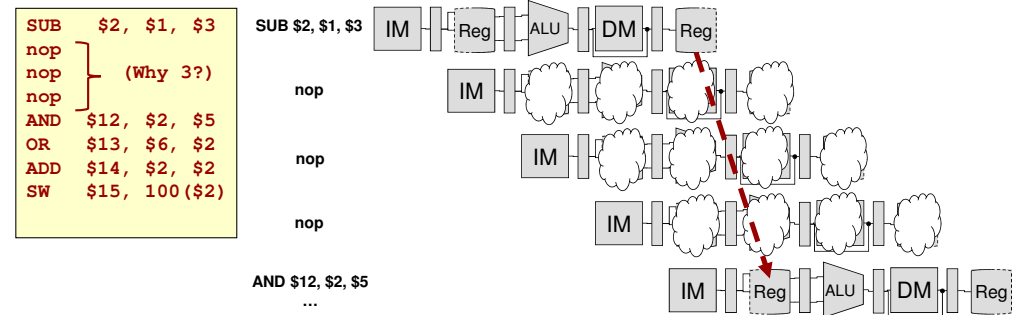 SUB $2, $1, $3
nop
nop (Why 3?)
nop
AND $12, $2, $5
OR $13, $6, $2
ADD $14, $2, $2
SW $15, 100($2)
SUB $2, $1, $3 IM Reg ALU DM Reg
nop IM
nop IM
nop IM
AND $12, $2, $5 IM Reg ALU DM Reg
...